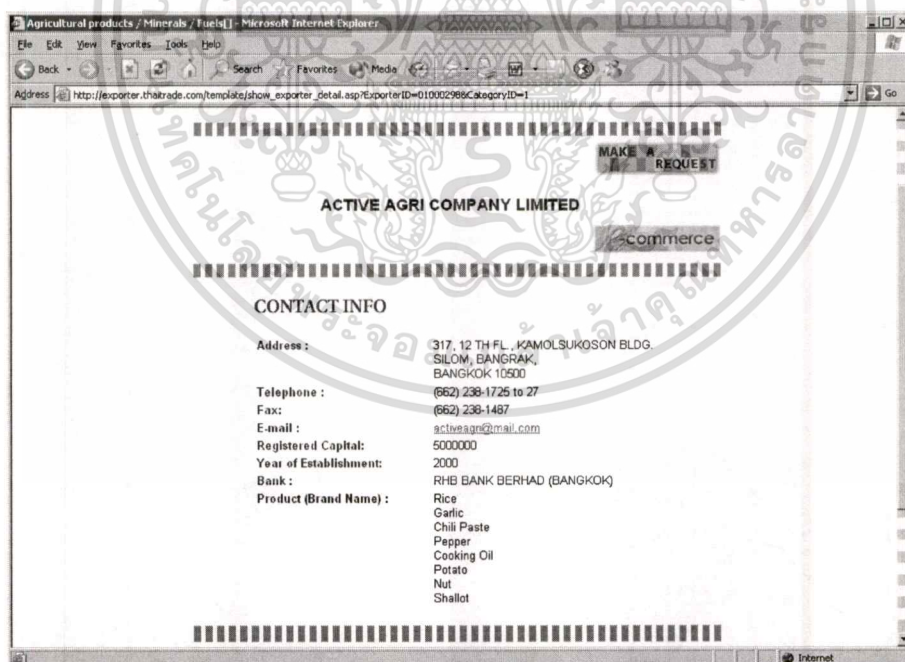 Agricultural products / Minerals / Fuels[] - Microsoft Internet Explorer
File Edit View Favorites Tools Help
Back Search Favorites Media
Address http://exporter.thaitrade.com/template/show_exporter_detail.asp?ExporterID=01000298&CategoryID=1 Go
MAKE A REQUEST
ACTIVE AGRI COMPANY LIMITED
commerce
CONTACT INFO
Address : 317, 12 TH FL., KAMOLSUKOSON BLDG.
SILOM, BANGRAK,
BANGKOK 10500
Telephone : (662) 238-1725 to 27
Fax: (662) 238-1487
E-mail : activeagri@mail.com
Registered Capital: 5000000
Year of Establishment: 2000
Bank : RHB BANK BERHAD (BANGKOK)
Product (Brand Name) : Rice
Garlic
Chili Paste
Pepper
Cooking Oil
Potato
Nut
Shallot
Internet